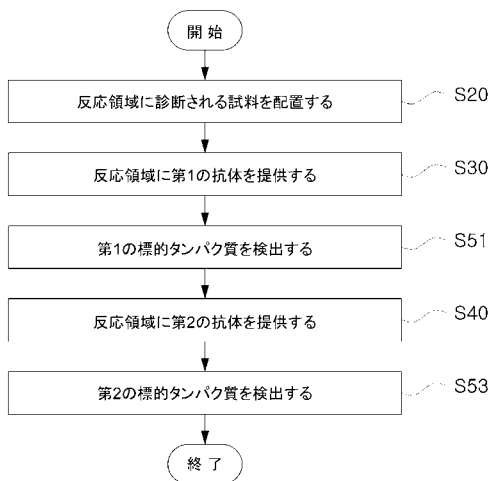 開始
反応領域に診断される試料を配置する
S20
反応領域に第1の抗体を提供する
S30
第1の標的タンパク質を検出する
S51
反応領域に第2の抗体を提供する
S40
第2の標的タンパク質を検出する
S53
終了